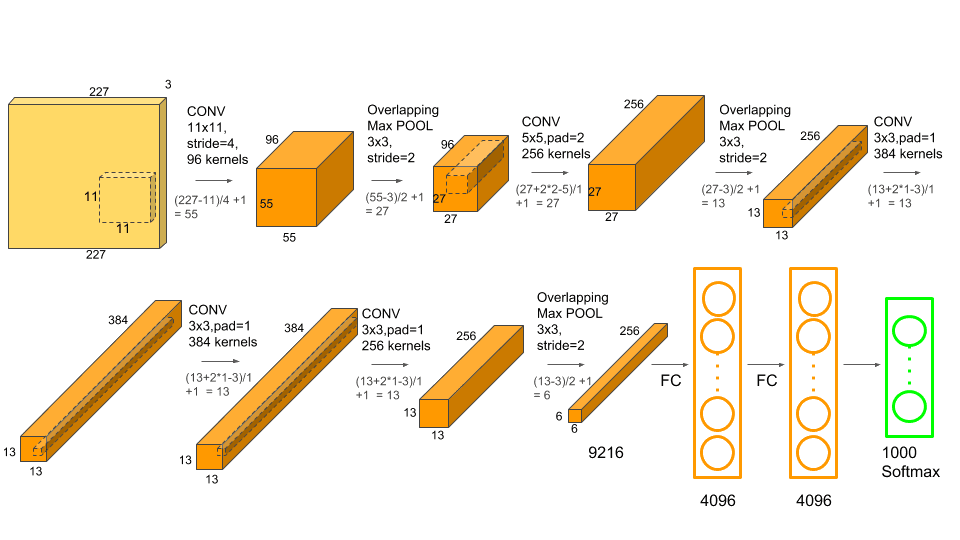 227
3
11
11
227
CONV
11x11,
stride=4,
96 kernels
(227-11)/4 +1
= 55
96
55
55
Overlapping
Max POOL
3x3,
stride=2
(55-3)/2 +1
= 27
96
27
27
CONV
5x5,pad=2
256 kernels
(27+2*2-5)/1
+1 = 27
256
27
27
Overlapping
Max POOL
3x3,
stride=2
(27-3)/2 +1
= 13
256
13
13
CONV
3x3,pad=1
384 kernels
(13+2*1-3)/1
+1 = 13
384
13
13
CONV
3x3,pad=1
384 kernels
(13+2*1-3)/1
+1 = 13
384
13
13
CONV
3x3,pad=1
256 kernels
(13+2*1-3)/1
+1 = 13
256
13
13
Overlapping
Max POOL
3x3,
stride=2
(13-3)/2 +1
= 6
256
6
6
9216
FC
4096
FC
4096
1000
Softmax